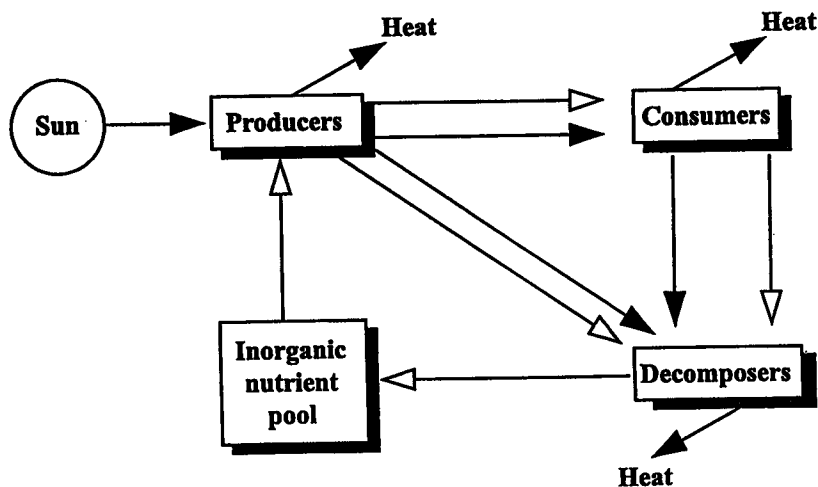 Heat
Heat
Sun
Producers
Consumers
Inorganic
nutrient
pool
Decomposers
Heat